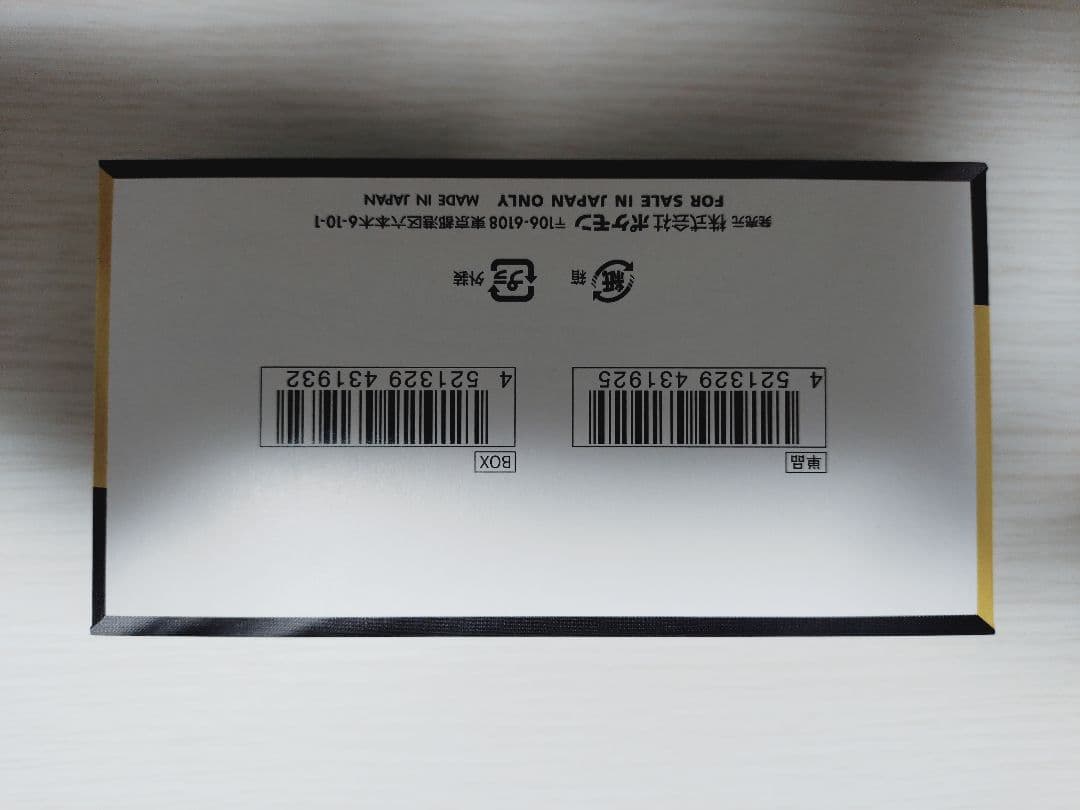 単品
4 521329 431925
BOX
4 521329 431932
紙 箱
プラ 外装
発売元 株式会社 ポケモン 〒106-6108 東京都港区六本木6-10-1
FOR SALE IN JAPAN ONLY MADE IN JAPAN